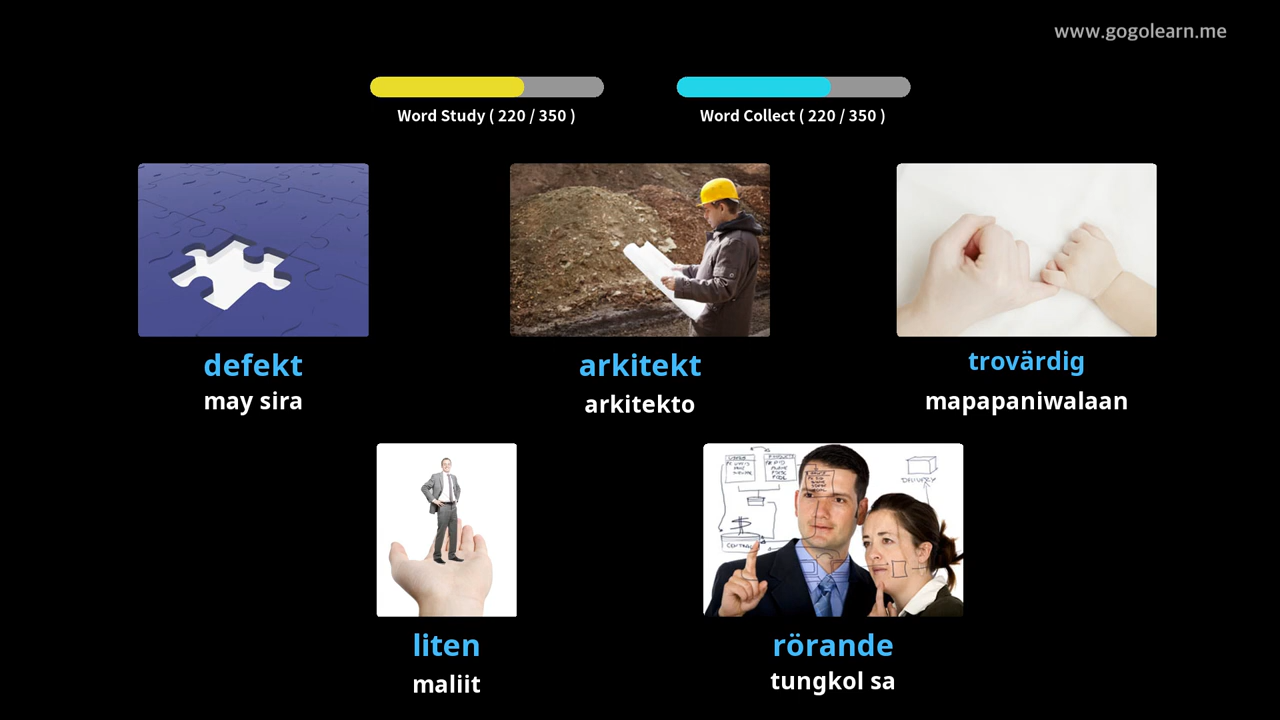 www.gogolearn.me
Word Study ( 220 / 350 )
Word Collect ( 220 / 350 )
defekt
may sira
arkitekt
arkitekto
trovärdig
mapapaniwalaan
liten
maliit
rörande
tungkol sa